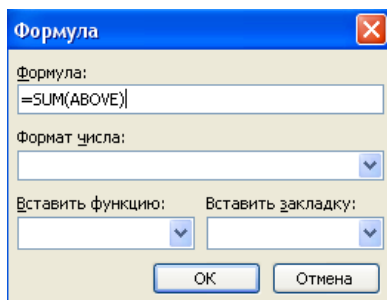 Формула
Формула:
=SUM(ABOVE)
Формат числа:
Вставить функцию: Вставить закладку:
ОК Отмена